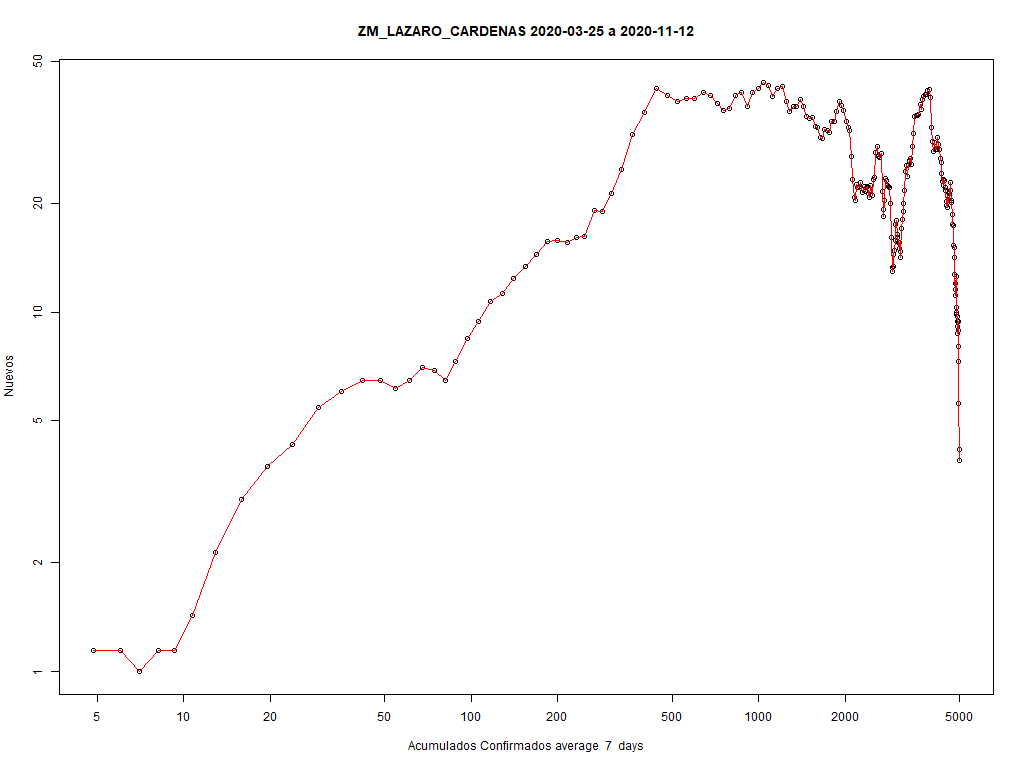 ZM_LAZARO_CARDENAS 2020-03-25 a 2020-11-12
50
20
10
5
2
1
Nuevos
5 10 20 50 100 200 500 1000 2000 5000
Acumulados Confirmados average 7 days